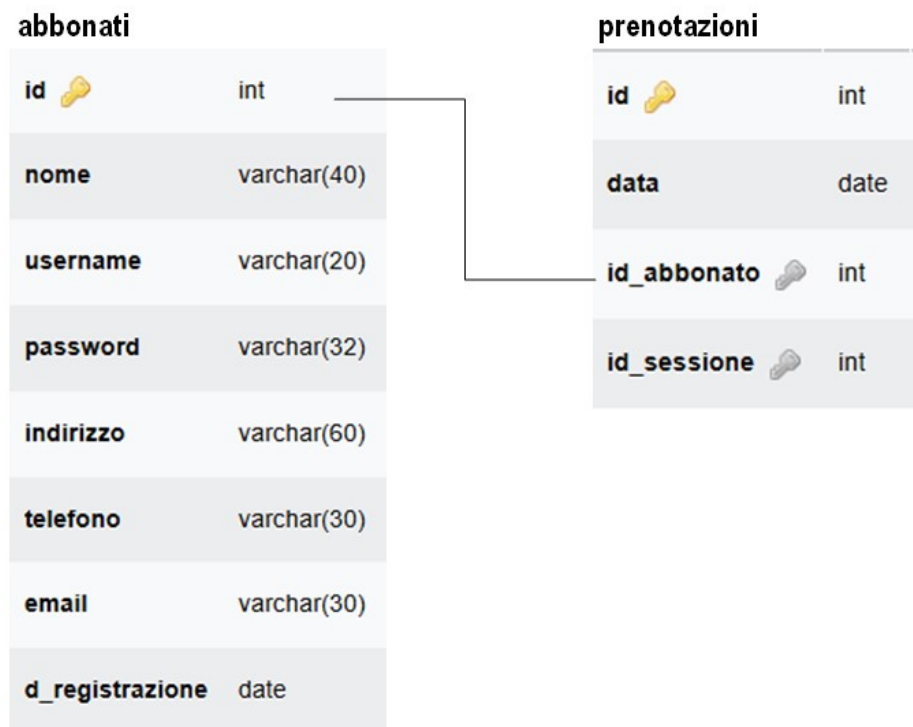 abbonati
id int
nome varchar(40)
username varchar(20)
password varchar(32)
indirizzo varchar(60)
telefono varchar(30)
email varchar(30)
d_registrazione date
prenotazioni
id int
data date
id_abbonato int
id_sessione int